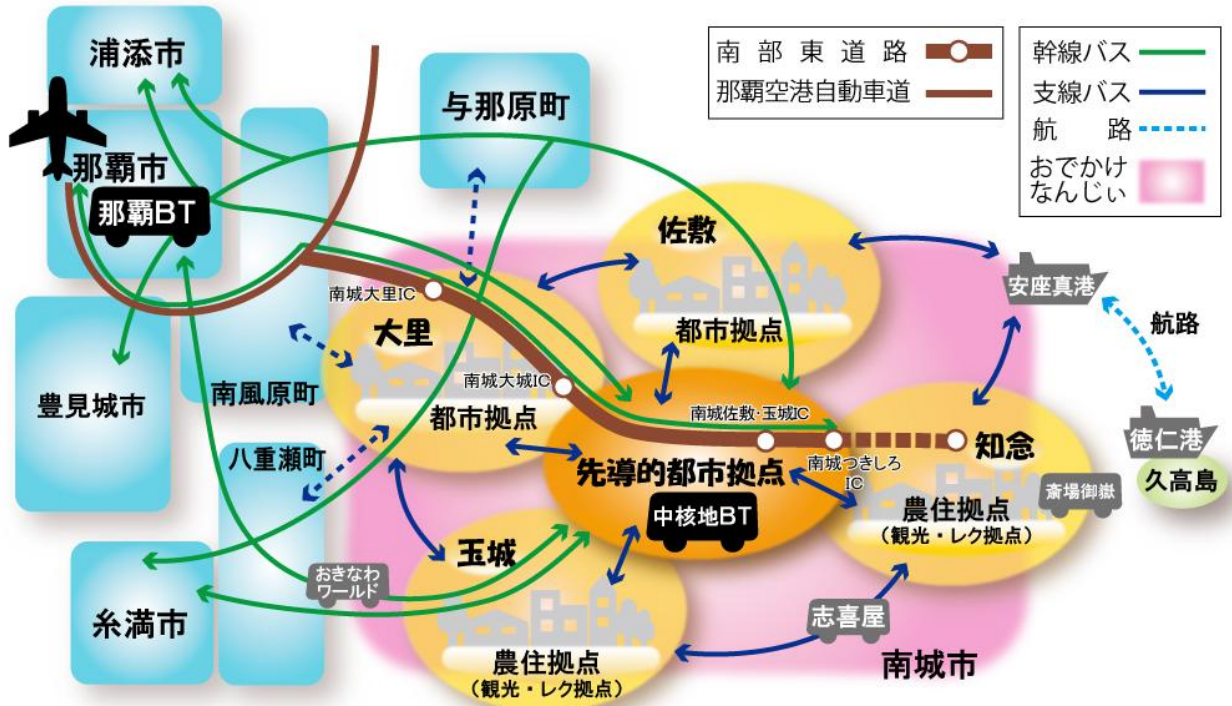 浦添市
那覇市
那覇BT
与那原町
南部東道路
那覇空港自動車道
幹線バス
支線バス
航路
おでかけ
なんじぃ
佐敷
都市拠点
安座真港
航路
南城大里IC
大里
都市拠点
南城大城IC
南風原町
豊見城市
八重瀬町
南城佐敷・玉城IC
南城つきしろ
IC
先導的都市拠点
中核地BT
知念
農住拠点
(観光・レク拠点)
斎場御嶽
徳仁港
久高島
玉城
おきなわ
ワールド
糸満市
農住拠点
(観光・レク拠点)
志喜屋
南城市